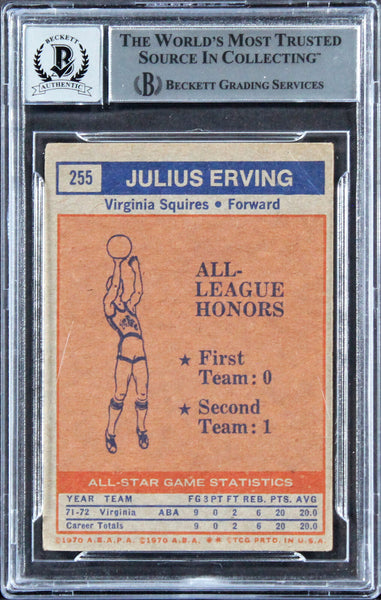 BECKETT
AUTHENTIC
THE WORLD'S MOST TRUSTED
SOURCE IN COLLECTING™
BECKETT GRADING SERVICES
255 JULIUS ERVING
Virginia Squires • Forward
ALL-
LEAGUE
HONORS
★ First
Team: 0
★ Second
Team: 1
ALL-STAR GAME STATISTICS
YEAR TEAM FG 3PT FT REB. PTS. AVG
71-72 Virginia ABA 9 0 2 6 20 20.0
Career Totals 9 0 2 6 20 20.0
©1970 A.B.A.P.A. ©1970 A.B.A. ✱✱ ©TCG PRTD. IN U.S.A.